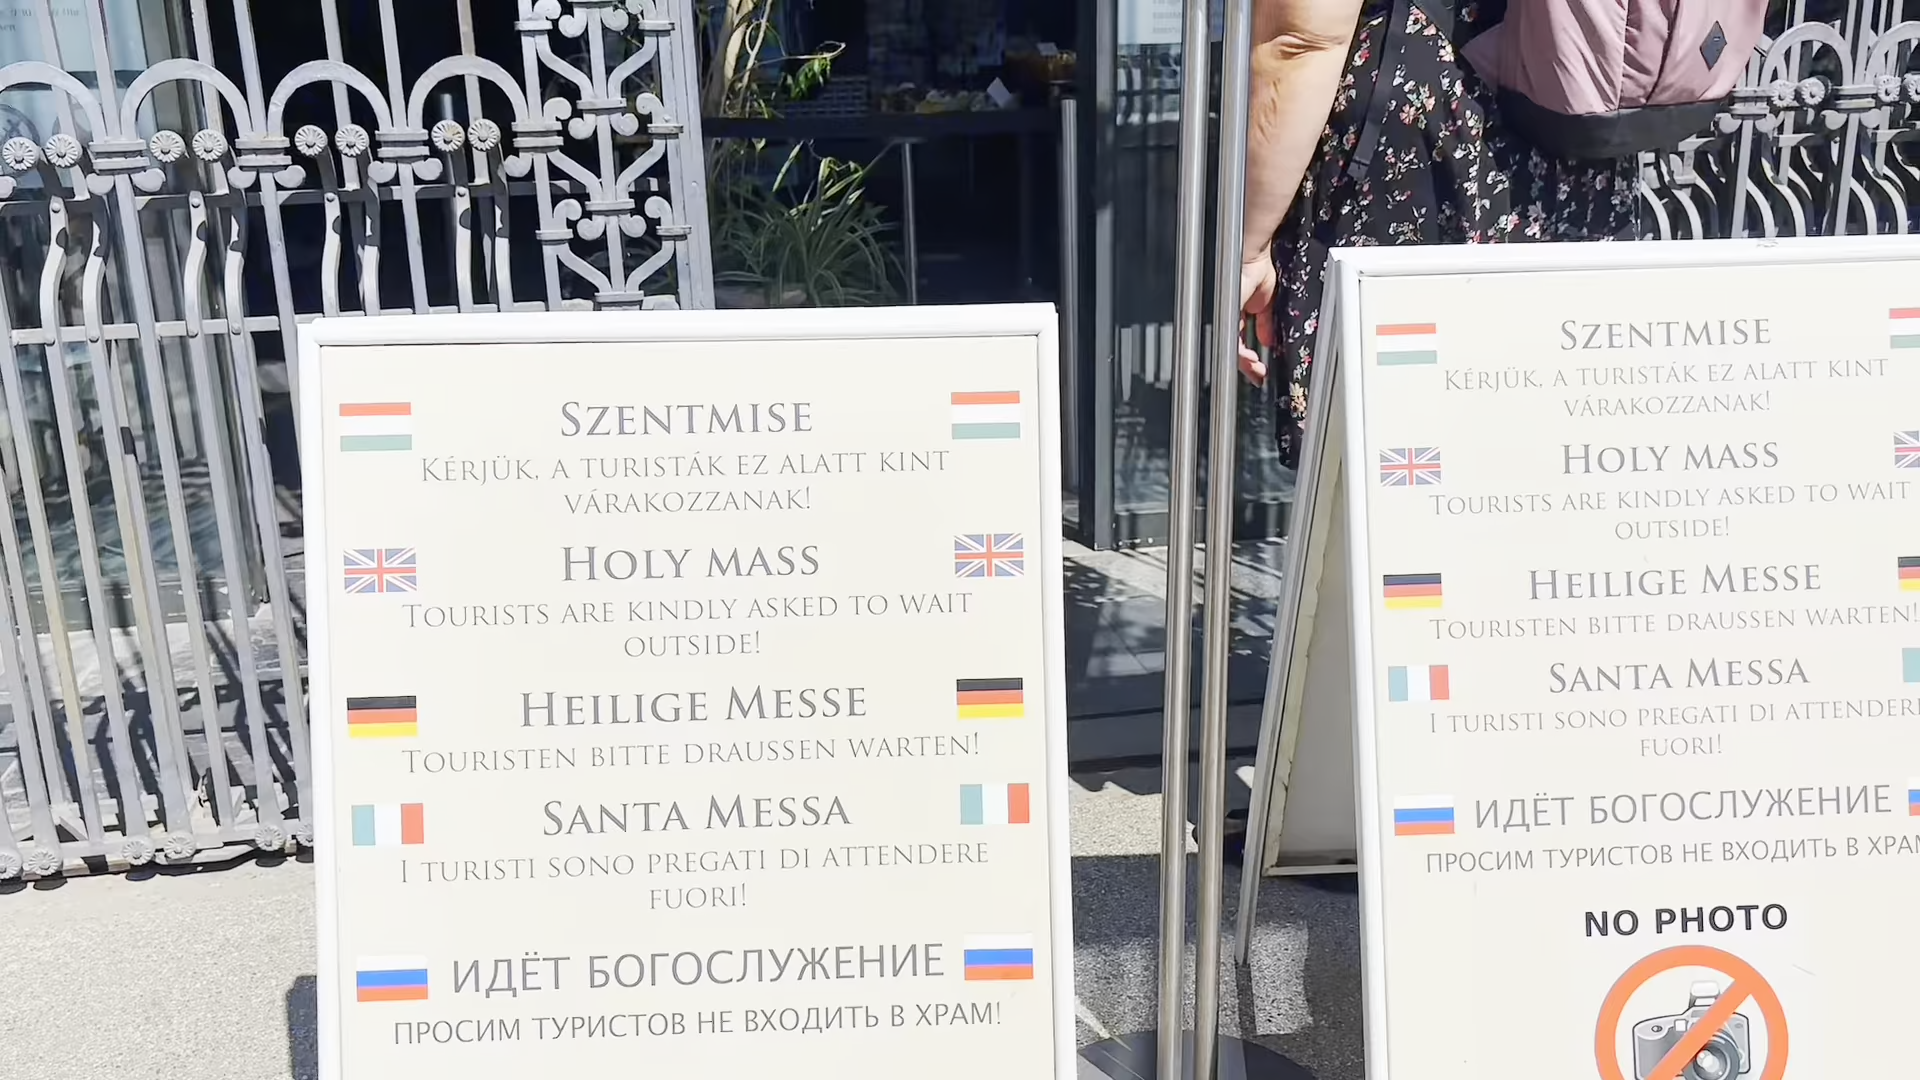 SZENTMISE
KÉRJÜK, A TURISTÁK EZ ALATT KINT
VÁRAKOZZANAK!
HOLY MASS
TOURISTS ARE KINDLY ASKED TO WAIT
OUTSIDE!
HEILIGE MESSE
TOURISTEN BITTE DRAUSSEN WARTEN!
SANTA MESSA
I TURISTI SONO PREGATI DI ATTENDERE
FUORI!
ИДЁТ БОГОСЛУЖЕНИЕ
ПРОСИМ ТУРИСТОВ НЕ ВХОДИТЬ В ХРАМ!
SZENTMISE
KÉRJÜK, A TURISTÁK EZ ALATT KINT
VÁRAKOZZANAK!
HOLY MASS
TOURISTS ARE KINDLY ASKED TO WAIT
OUTSIDE!
HEILIGE MESSE
TOURISTEN BITTE DRAUSSEN WARTEN!
SANTA MESSA
I TURISTI SONO PREGATI DI ATTENDERE
FUORI!
ИДЁТ БОГОСЛУЖЕНИЕ
ПРОСИМ ТУРИСТОВ НЕ ВХОДИТЬ В ХРАМ
NO PHOTO